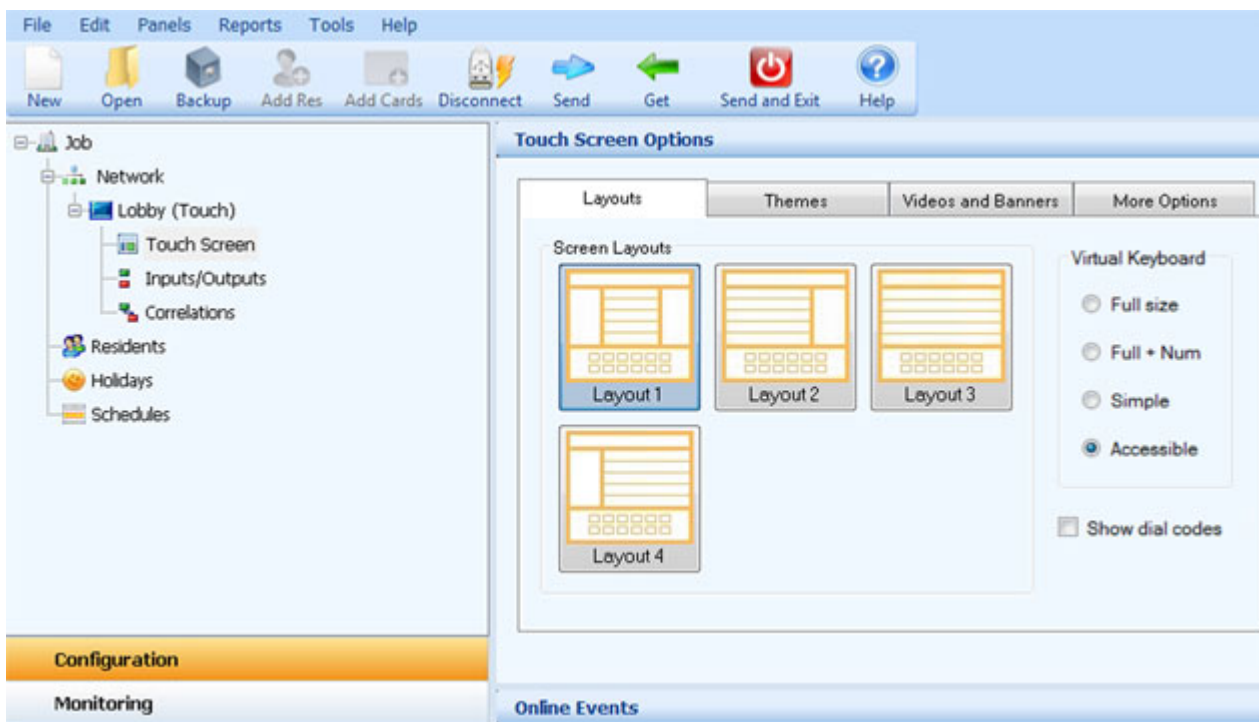 File Edit Panels Reports Tools Help
New Open Backup Add Res Add Cards Disconnect Send Get Send and Exit Help
Job
Network
Lobby (Touch)
Touch Screen
Inputs/Outputs
Correlations
Residents
Holidays
Schedules
Configuration
Monitoring
Touch Screen Options
Layouts Themes Videos and Banners More Options
Screen Layouts
Layout 1 Layout 2 Layout 3
Layout 4
Virtual Keyboard
Full size
Full + Num
Simple
Accessible
Show dial codes
Online Events